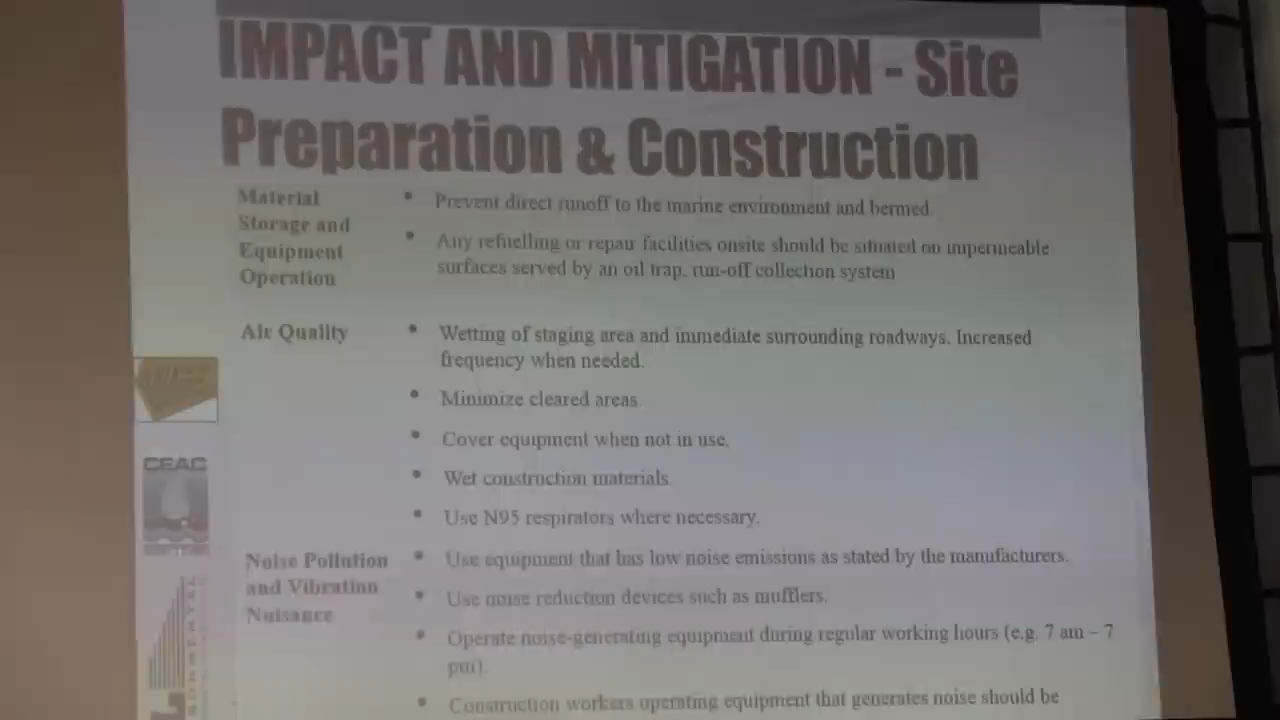 IMPACT AND MITIGATION - Site
Preparation & Construction
Material
Storage and
Equipment
Operation
• Prevent direct runoff to the marine environment and bermed.
• Any refuelling or repair facilities onsite should be situated on impermeable
surfaces served by an oil trap, run-off collection system
Air Quality
• Wetting of staging area and immediate surrounding roadways. Increased
frequency when needed.
• Minimize cleared areas.
• Cover equipment when not in use.
• Wet construction materials.
• Use N95 respirators where necessary.
Noise Pollution
and Vibration
Nuisance
• Use equipment that has low noise emissions as stated by the manufacturers.
• Use noise reduction devices such as mufflers.
• Operate noise-generating equipment during regular working hours (e.g. 7 am – 7
pm).
• Construction workers operating equipment that generates noise should be
CEAC